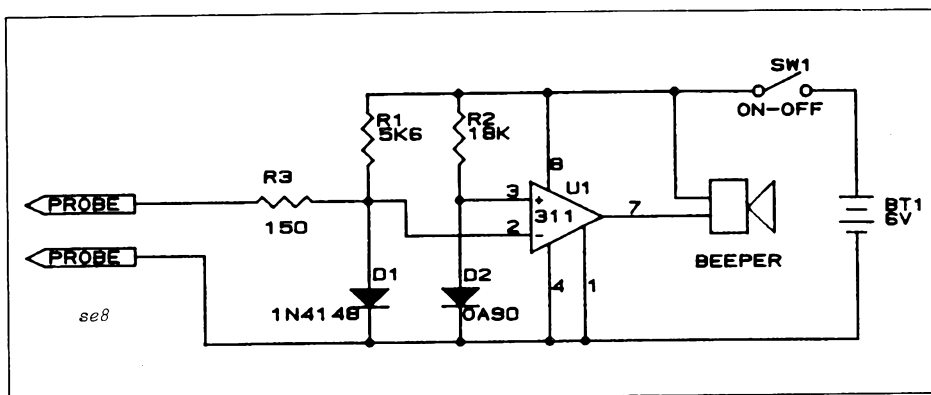 SW1
ON-OFF
R1
5K6
R2
18K
8
U1
R3
150
PROBE
PROBE
3
+
311
2
-
7
BT1
6V
BEEPER
D1
1N4148
D2
OA90
4
1
se8